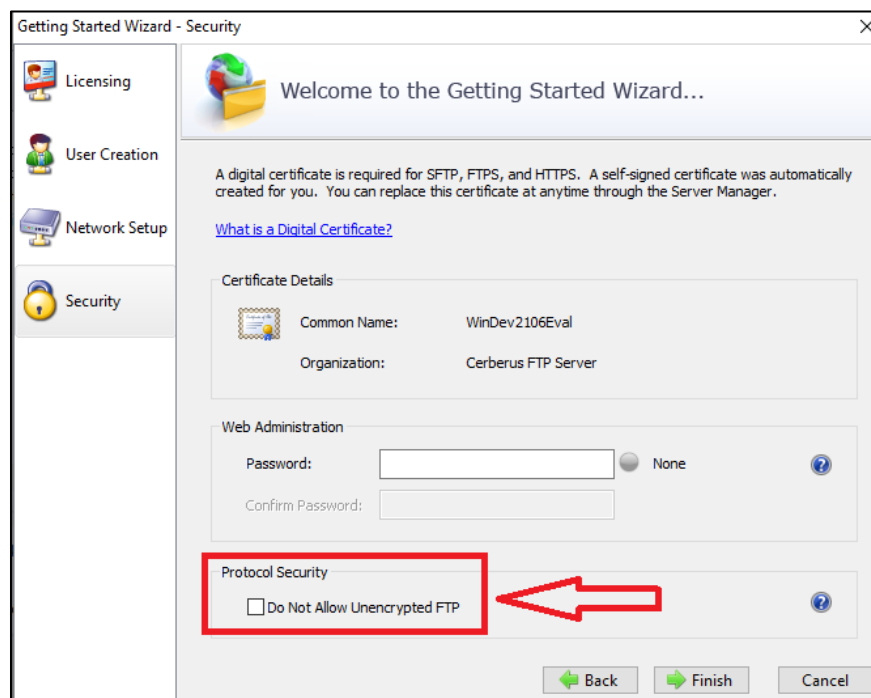 Getting Started Wizard - Security
Licensing
User Creation
Network Setup
Security
Welcome to the Getting Started Wizard...
A digital certificate is required for SFTP, FTPS, and HTTPS. A self-signed certificate was automatically
created for you. You can replace this certificate at anytime through the Server Manager.
What is a Digital Certificate?
Certificate Details
Common Name: WinDev2106Eval
Organization: Cerberus FTP Server
Web Administration
Password: None
Confirm Password:
Protocol Security
Do Not Allow Unencrypted FTP
Back Finish Cancel